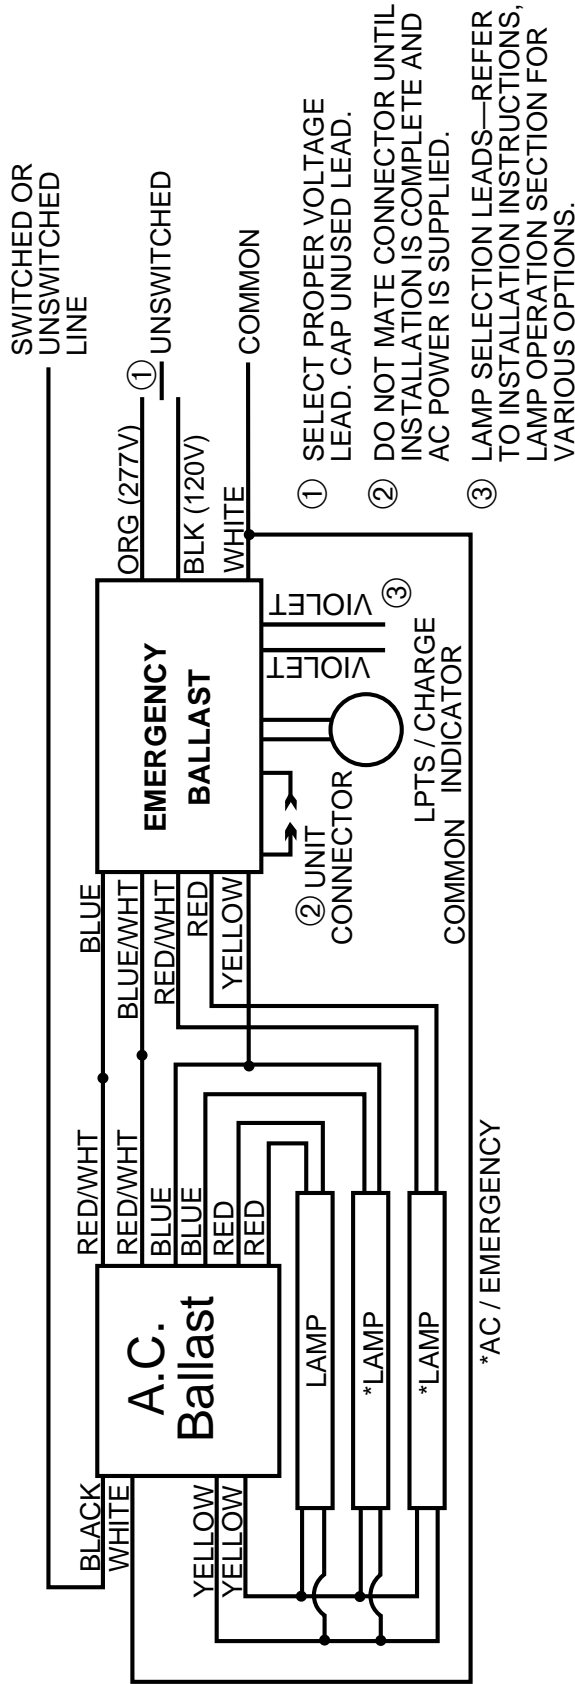 SWITCHED OR
UNSWITCHED
LINE
ORG (277V)
① UNSWITCHED
BLK (120V)
WHITE
COMMON
EMERGENCY
BALLAST
BLUE
BLUE/WHT
RED/WHT
RED
YELLOW
② UNIT
CONNECTOR
VIOLET
VIOLET
③
LPTS / CHARGE
INDICATOR
COMMON
RED/WHT
RED/WHT
BLUE
BLUE
RED
RED
A.C.
Ballast
BLACK
WHITE
YELLOW
YELLOW
LAMP
*LAMP
*LAMP
*AC / EMERGENCY
① SELECT PROPER VOLTAGE
LEAD. CAP UNUSED LEAD.
② DO NOT MATE CONNECTOR UNTIL
INSTALLATION IS COMPLETE AND
AC POWER IS SUPPLIED.
③ LAMP SELECTION LEADS—REFER
TO INSTALLATION INSTRUCTIONS,
LAMP OPERATION SECTION FOR
VARIOUS OPTIONS.